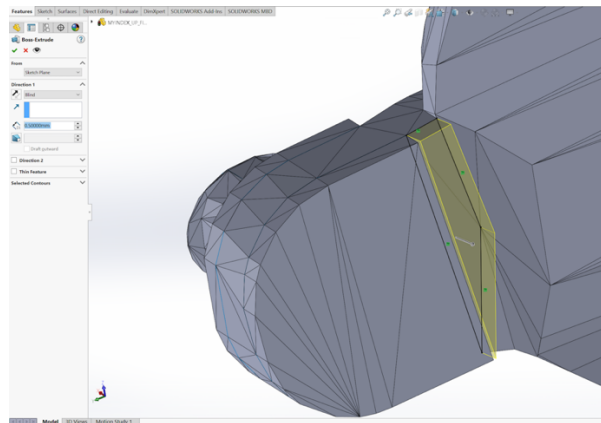 Features Sketch Surfaces Direct Editing Evaluate DimXpert SOLIDWORKS Add-Ins SOLIDWORKS MBD
Boss-Extrude
From
Sketch Plane
Direction 1
Blind
Draft outward
Direction 2
Thin Feature
Selected Contours
Model 3D Views Motion Study 1